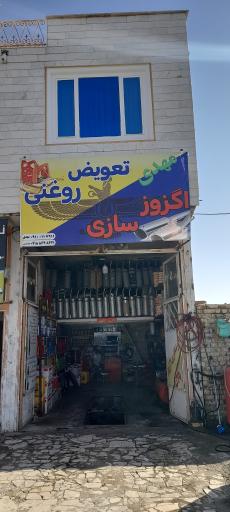 تعویض روغنی
اگزوز سازی
مهدی